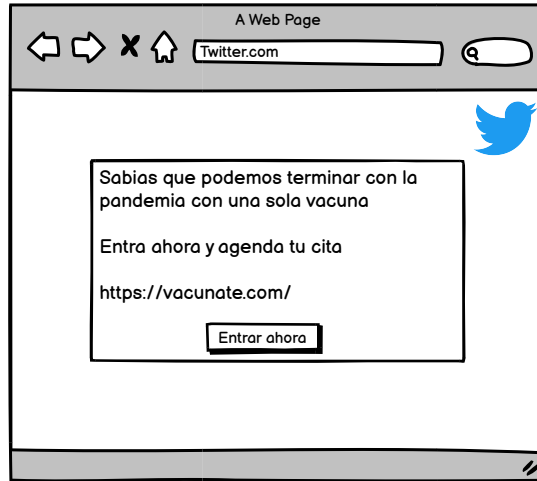 A Web Page
Twitter.com
Sabias que podemos terminar con la
pandemia con una sola vacuna
Entra ahora y agenda tu cita
https://vacunate.com/
Entrar ahora